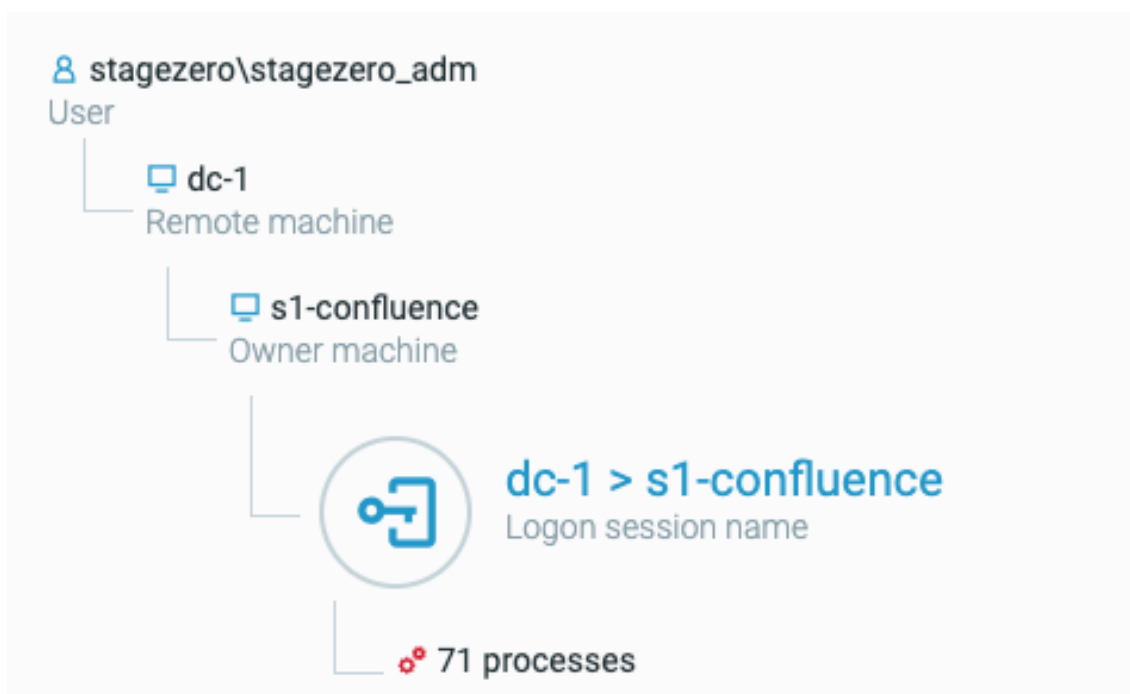 stagezero\stagezero_adm
User
dc-1
Remote machine
s1-confluence
Owner machine
dc-1 > s1-confluence
Logon session name
71 processes